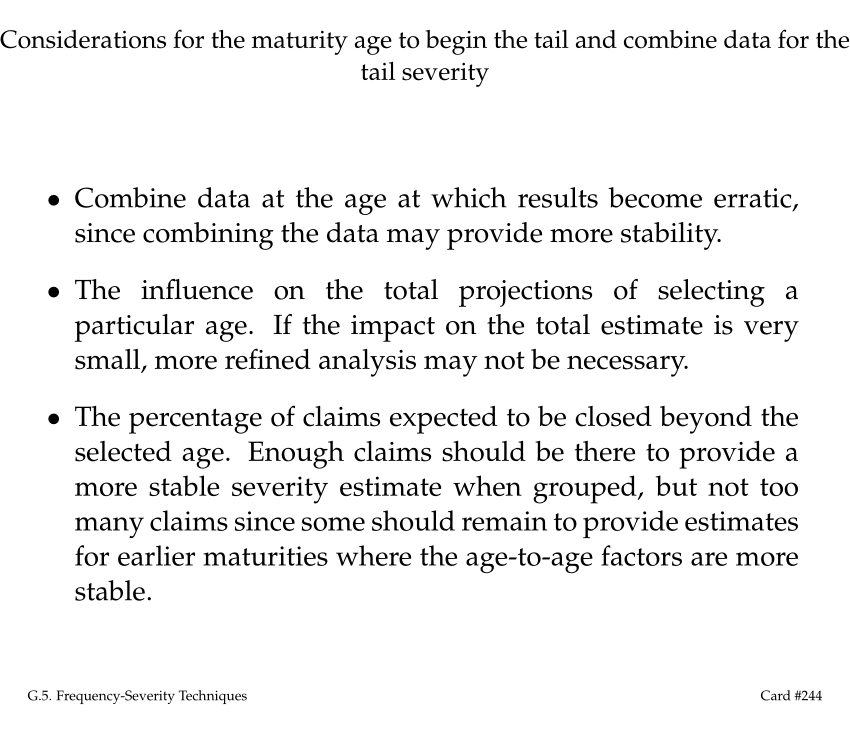 Considerations for the maturity age to begin the tail and combine data for the
tail severity
• Combine data at the age at which results become erratic,
since combining the data may provide more stability.
• The influence on the total projections of selecting a
particular age. If the impact on the total estimate is very
small, more refined analysis may not be necessary.
• The percentage of claims expected to be closed beyond the
selected age. Enough claims should be there to provide a
more stable severity estimate when grouped, but not too
many claims since some should remain to provide estimates
for earlier maturities where the age-to-age factors are more
stable.
G.5. Frequency-Severity Techniques
Card #244